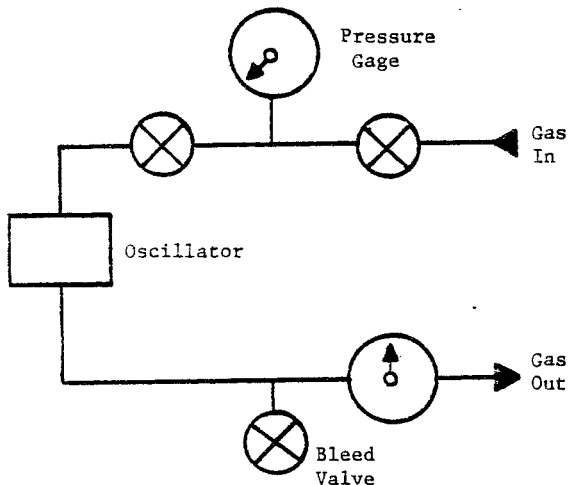 Pressure
Gage
Gas
In
Oscillator
Gas
Out
Bleed
Valve